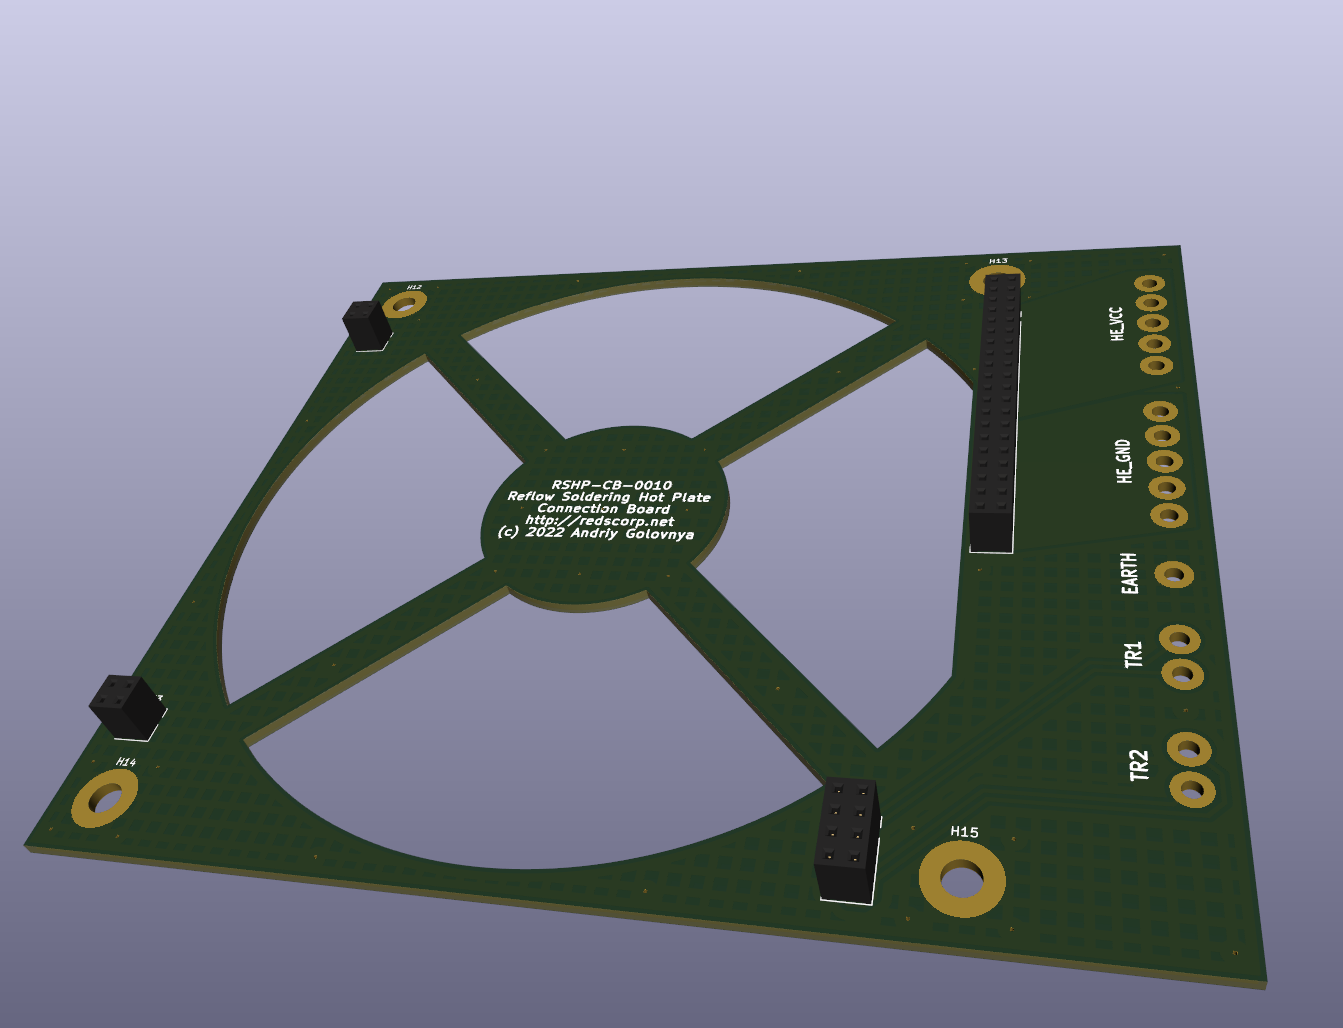 H12
H13
HE_VCC
HE_GND
RSHP-CB-0010
Reflow Soldering Hot Plate
Connection Board
http://redscorp.net
(c) 2022 Andriy Golovnya
EARTH
TR1
TR2
H14
H15